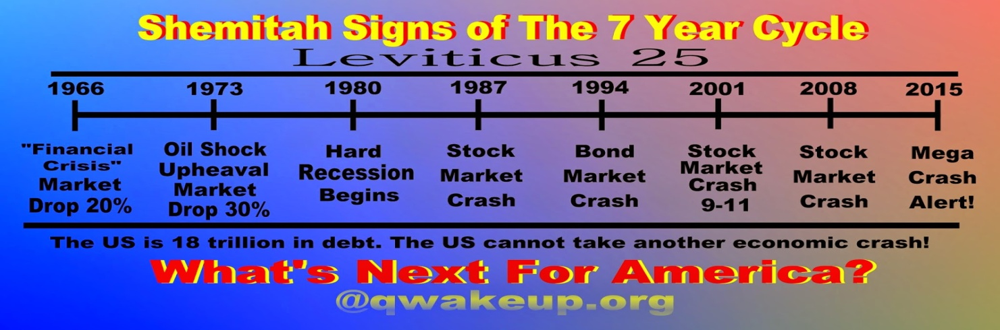 Shemitah Signs of The 7 Year Cycle
Leviticus 25
1966 1973 1980 1987 1994 2001 2008 2015
"Financial
Crisis"
Market
Drop 20%
Oil Shock
Upheaval
Market
Drop 30%
Hard
Recession
Begins
Stock
Market
Crash
Bond
Market
Crash
Stock
Market
Crash
9-11
Stock
Market
Crash
Mega
Crash
Alert!
The US is 18 trillion in debt. The US cannot take another economic crash!
What's Next For America?
@qwakeup.org